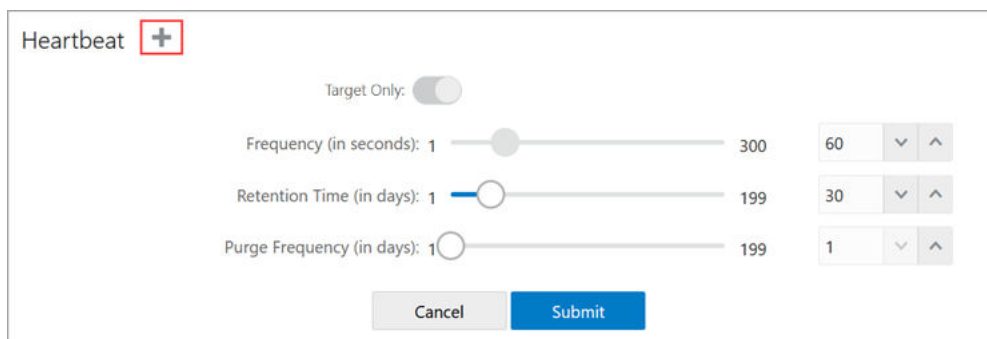 Heartbeat +
Target Only:
Frequency (in seconds): 1 300 60
Retention Time (in days): 1 199 30
Purge Frequency (in days): 1 199 1
Cancel Submit